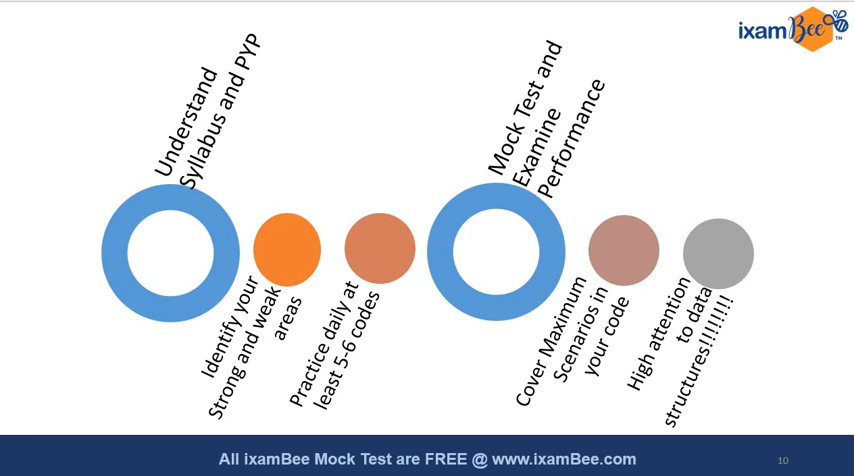 ixamBee
TM
Understand
Syllabus and PYP
Identify your
Strong and weak
areas
Practice daily at
least 5-6 codes
Mock Test and
Examine
Performance
Cover Maximum
Scenarios in
your code
High attention
to data
structures!!!!!!!!
All ixamBee Mock Test are FREE @ www.ixamBee.com
10